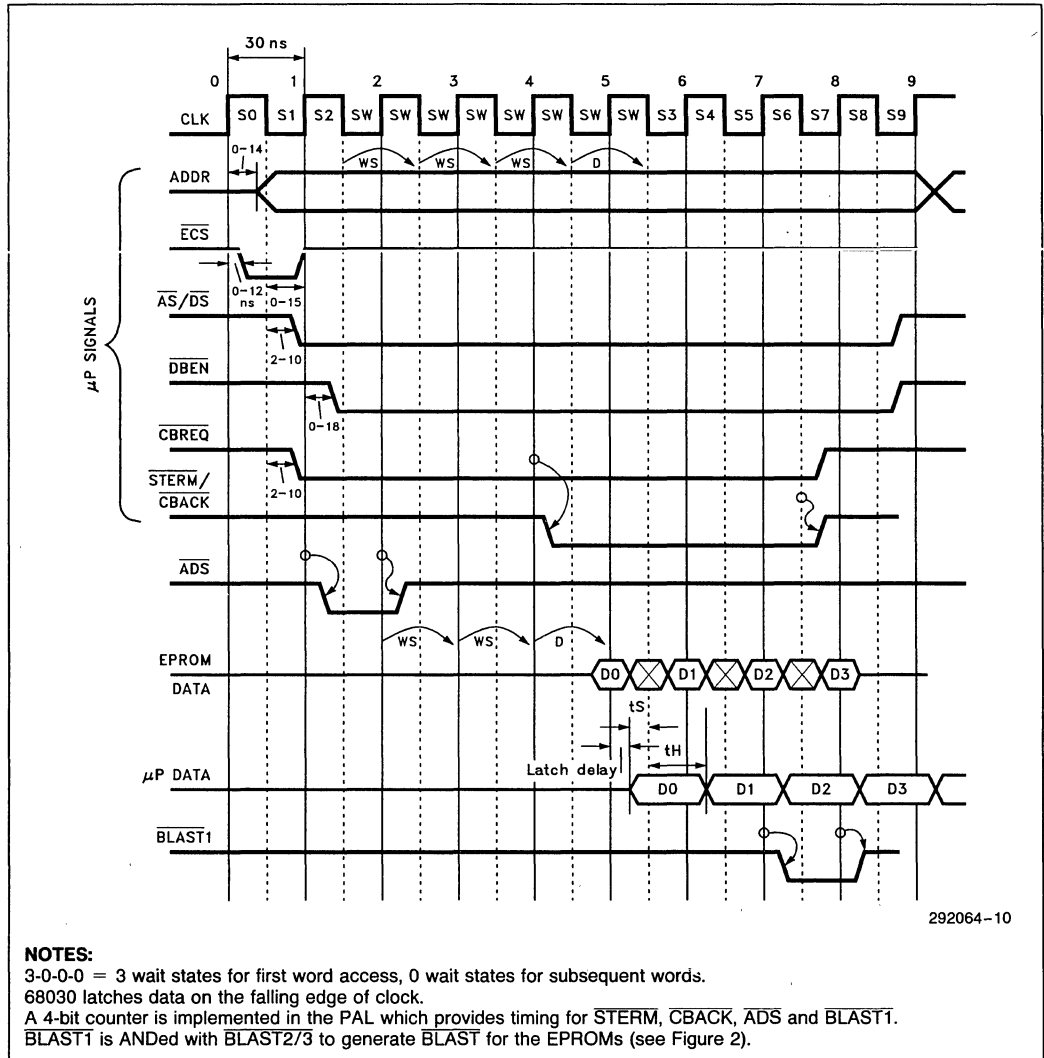 30 ns
0 1 2 3 4 5 6 7 8 9
CLK S0 S1 S2 SW SW SW SW SW SW SW SW SW S3 S4 S5 S6 S7 S8 S9
0-14
WS WS WS D
ADDR
ECS
0-12
ns
0-15
AS/DS
2-10
DBEN
0-18
CBREQ
2-10
STERM/
CBACK
μP SIGNALS
ADS
WS WS D
EPROM
DATA
D0 D1 D2 D3
tS
tH
Latch delay
μP DATA D0 D1 D2 D3
BLAST1
292064-10
NOTES:
3-0-0-0 = 3 wait states for first word access, 0 wait states for subsequent words.
68030 latches data on the falling edge of clock.
A 4-bit counter is implemented in the PAL which provides timing for STERM, CBACK, ADS and BLAST1.
BLAST1 is ANDed with BLAST2/3 to generate BLAST for the EPROMs (see Figure 2).